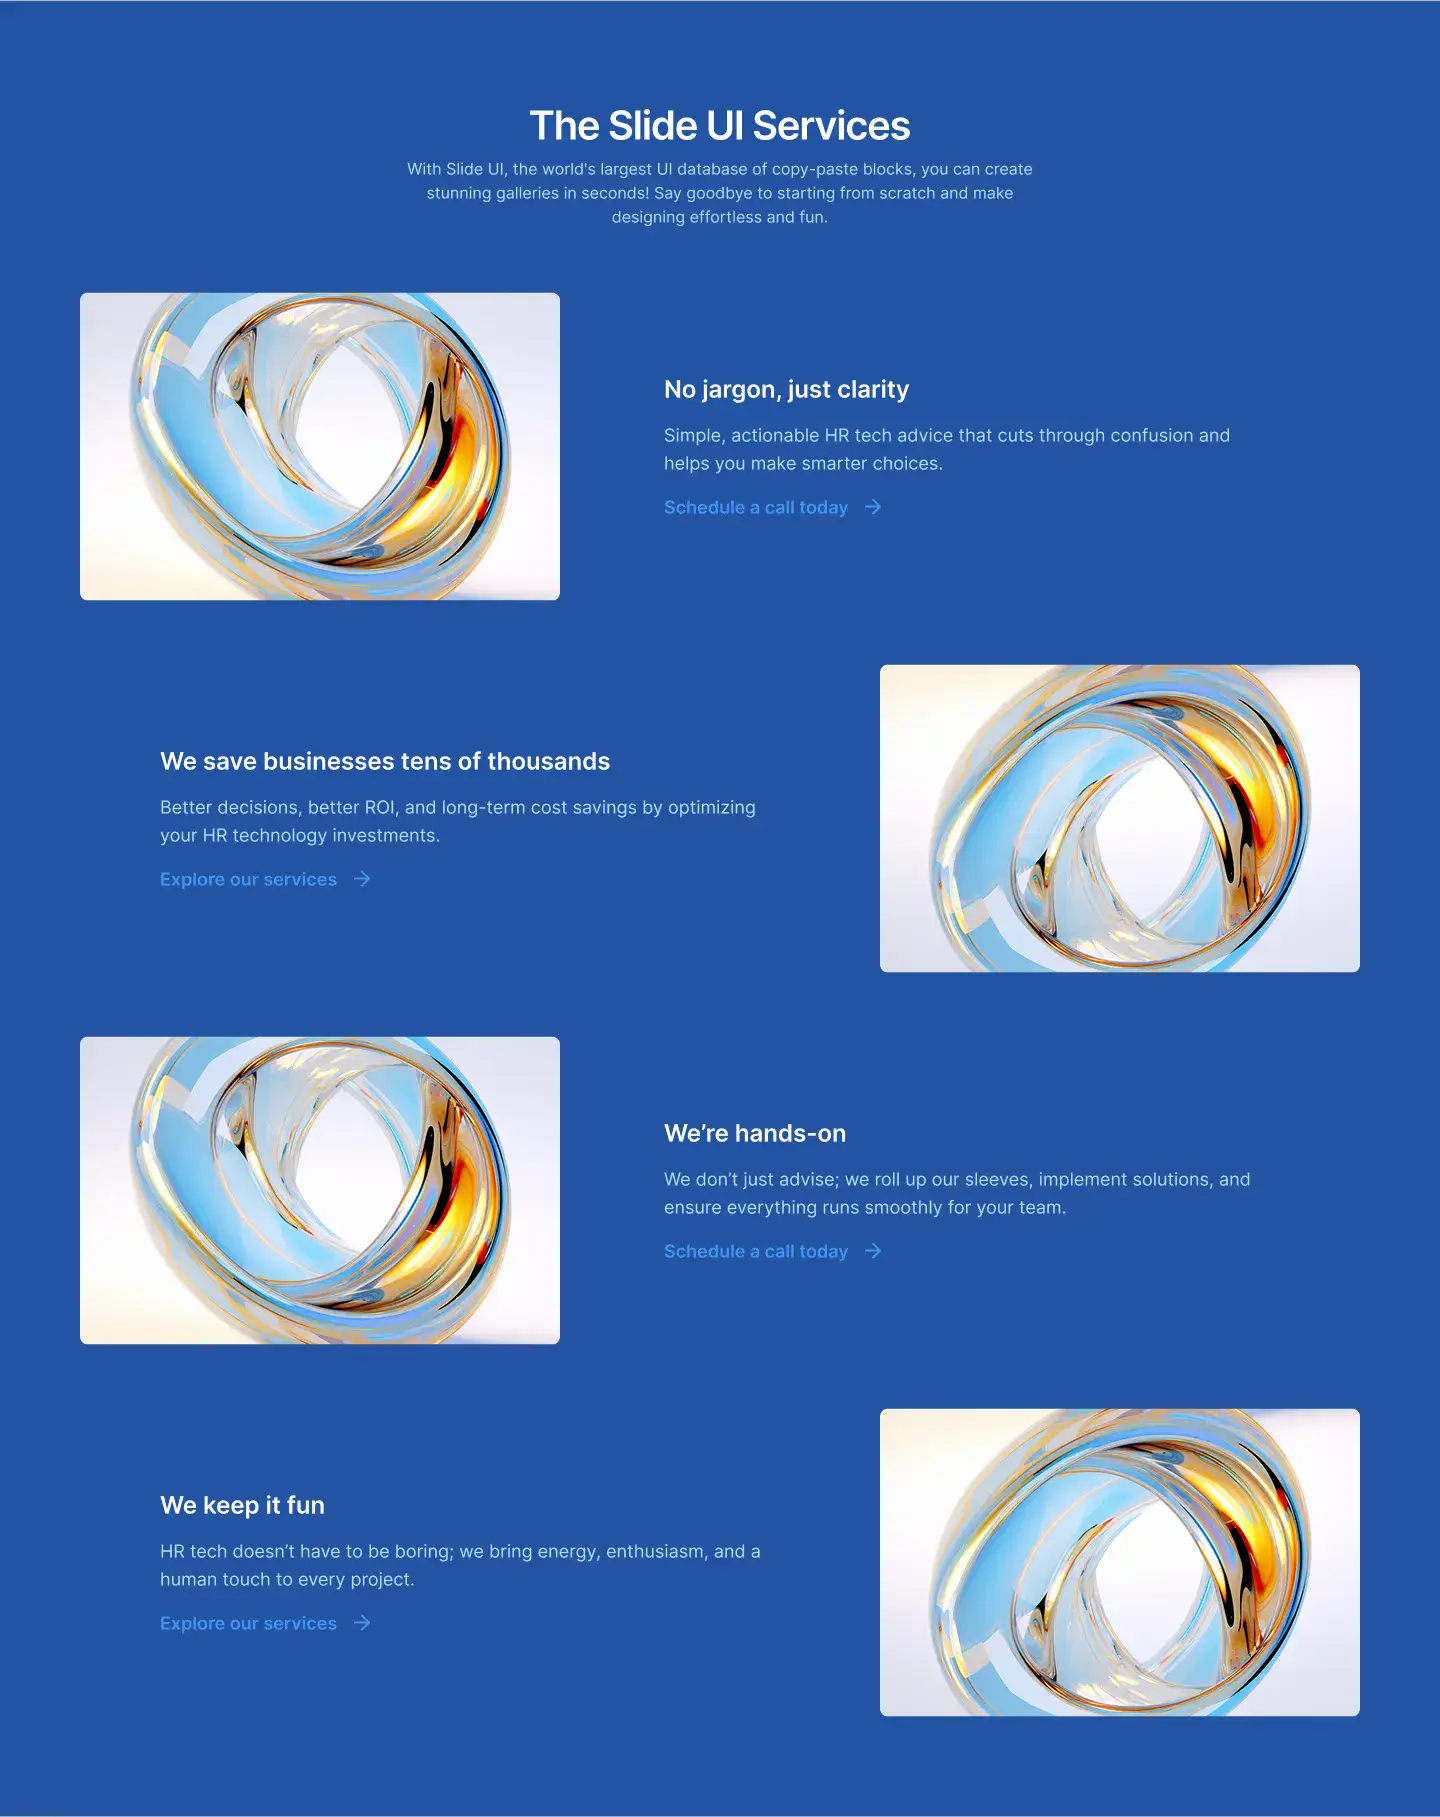 The Slide UI Services
With Slide UI, the world's largest UI database of copy-paste blocks, you can create
stunning galleries in seconds! Say goodbye to starting from scratch and make
designing effortless and fun.
No jargon, just clarity
Simple, actionable HR tech advice that cuts through confusion and
helps you make smarter choices.
Schedule a call today
We save businesses tens of thousands
Better decisions, better ROI, and long-term cost savings by optimizing
your HR technology investments.
Explore our services
We’re hands-on
We don’t just advise; we roll up our sleeves, implement solutions, and
ensure everything runs smoothly for your team.
Schedule a call today
We keep it fun
HR tech doesn’t have to be boring; we bring energy, enthusiasm, and a
human touch to every project.
Explore our services